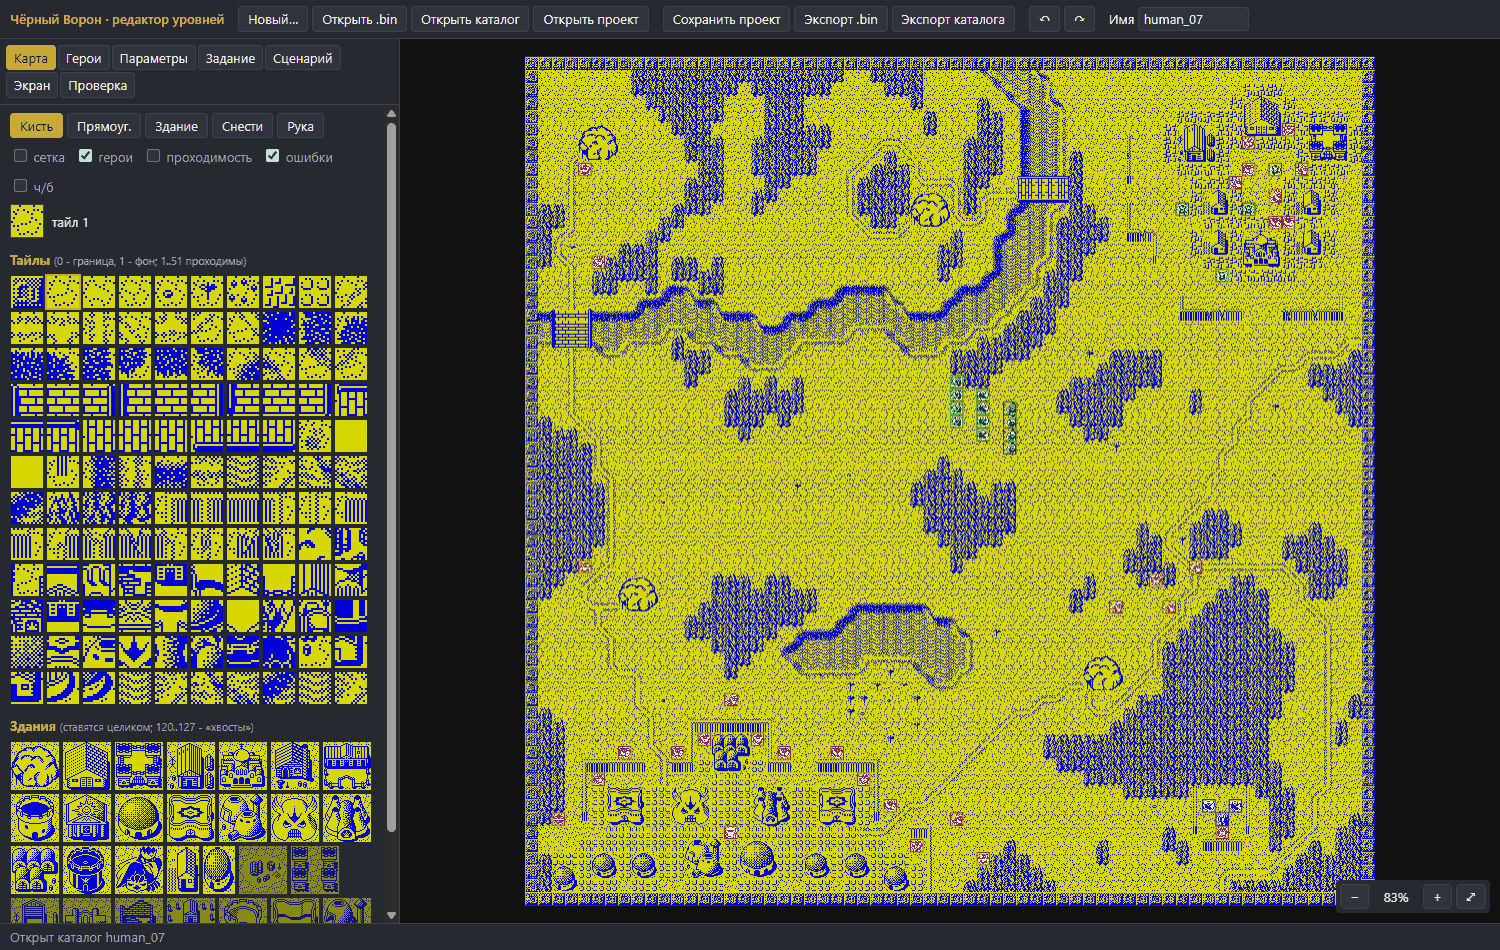 Чёрный Ворон · редактор уровней Новый... Открыть .bin Открыть каталог Открыть проект Сохранить проект Экспорт .bin Экспорт каталога Имя human_07
Карта Герои Параметры Задание Сценарий
Экран Проверка
Кисть Прямоуг. Здание Снести Рука
сетка герои проходимость ошибки
ч/б
тайл 1
Тайлы (0 - граница, 1 - фон; 1..51 проходимы)
Здания (ставятся целиком; 120..127 - «хвосты»)
− 83% +
Открыт каталог human_07